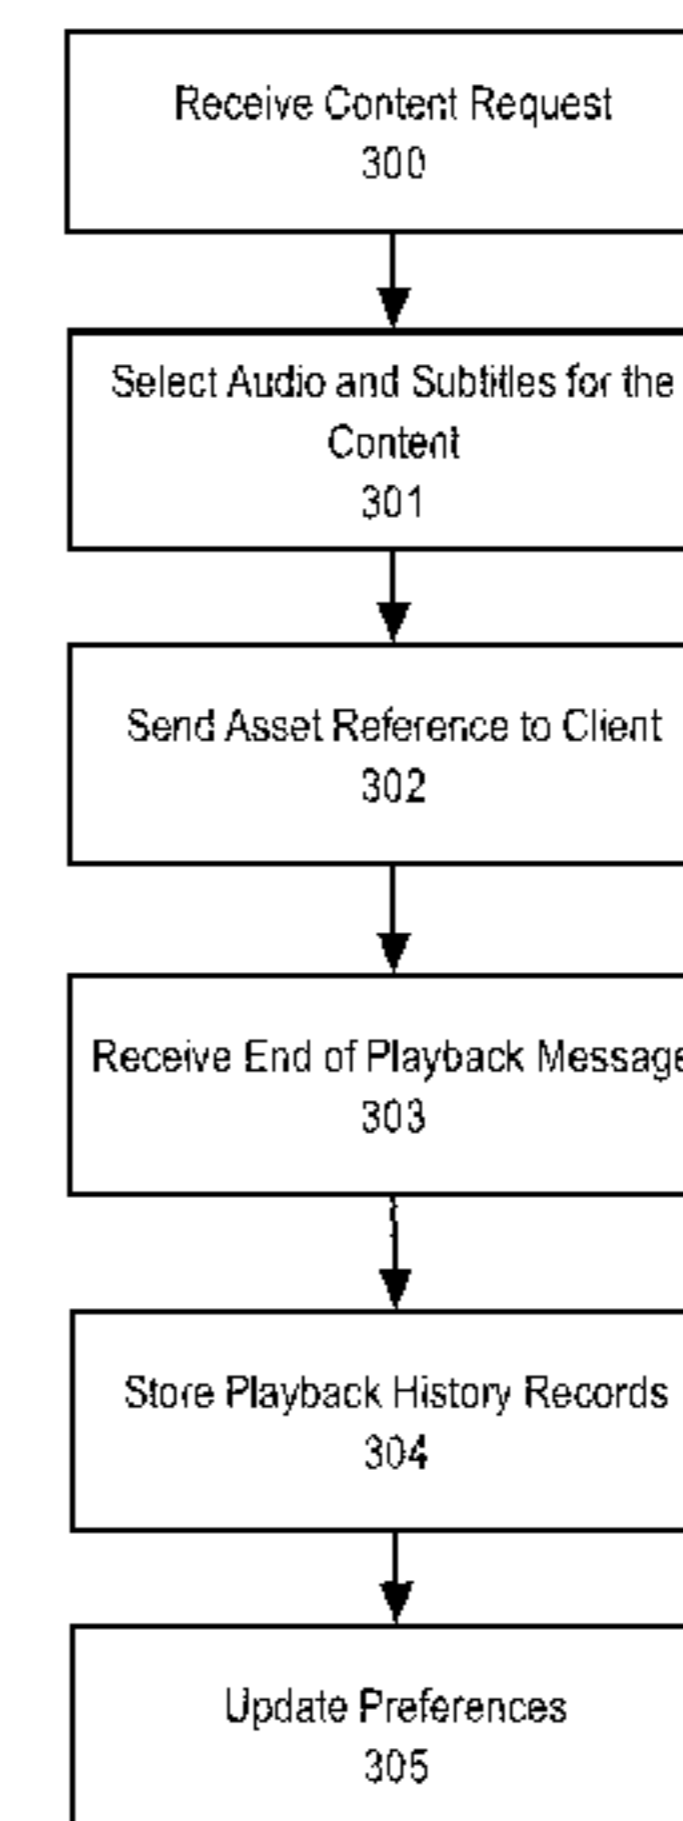 Receive Content Request
300
Select Audio and Subtitles for the
Content
301
Send Asset Reference to Client
302
Receive End of Playback Message
303
Store Playback History Records
304
Update Preferences
305